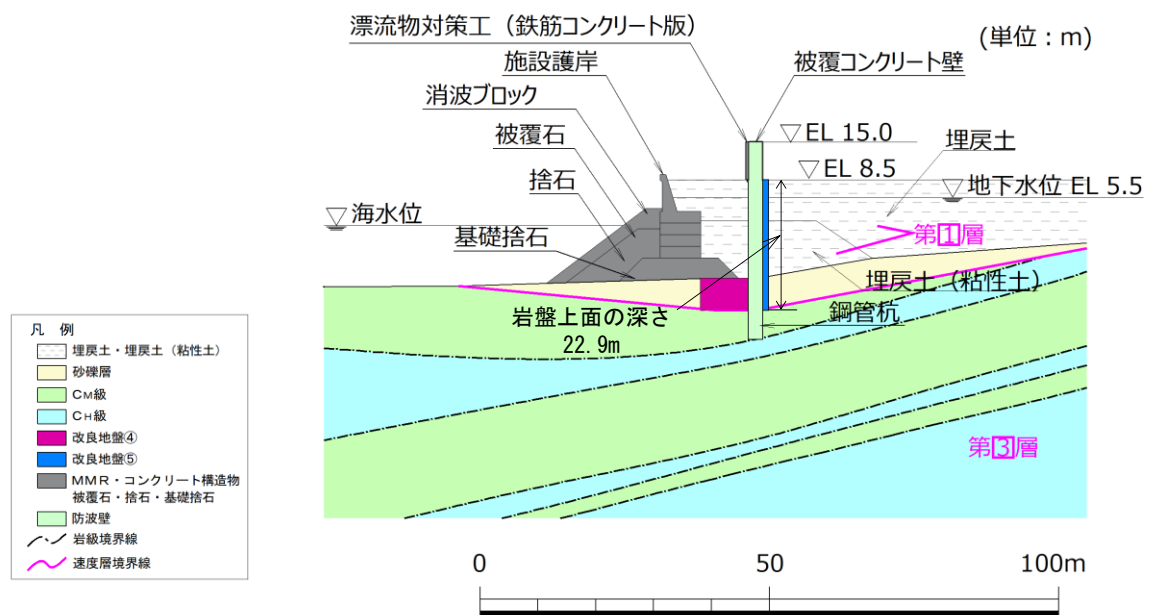 漂流物対策工（鉄筋コンクリート版）
(単位：m)
施設護岸
被覆コンクリート壁
消波ブロック
被覆石
EL 15.0
埋戻土
捨石
EL 8.5
地下水位 EL 5.5
海水位
基礎捨石
第1層
埋戻土（粘性土）
岩盤上面の深さ
22.9m
鋼管杭
凡 例
埋戻土・埋戻土（粘性土）
砂礫層
CM級
CH級
改良地盤④
改良地盤⑤
MMR・コンクリート構造物
被覆石・捨石・基礎捨石
防波壁
岩級境界線
速度層境界線
第3層
0
50
100m